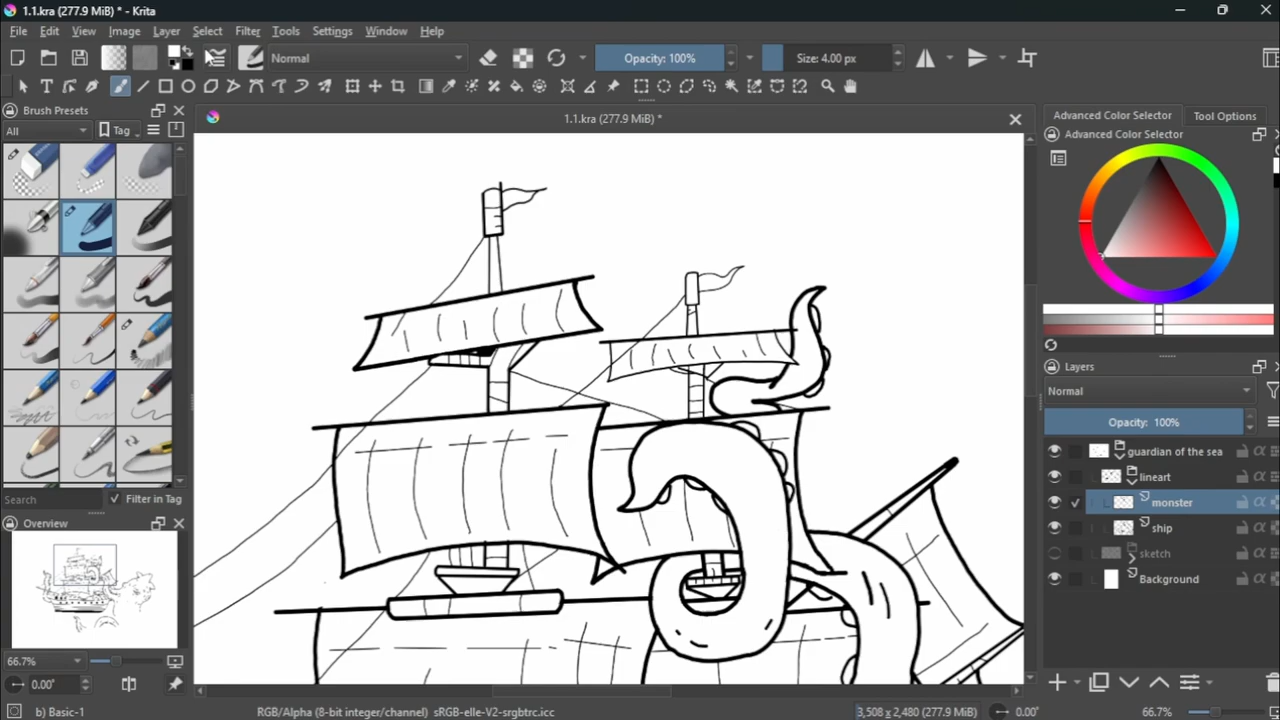 1.1.kra (277.9 MiB) * - Krita
File Edit View Image Layer Select Filter Tools Settings Window Help
Normal Opacity: 100% Size: 4.00 px
Brush Presets
All Tag
1.1.kra (277.9 MiB) *
Advanced Color Selector Tool Options
Advanced Color Selector
Layers
Normal
Opacity: 100%
guardian of the sea
lineart
monster
ship
sketch
Background
Search Filter in Tag
Overview
66.7%
0.00°
b) Basic-1 RGB/Alpha (8-bit integer/channel) sRGB-elle-V2-srgbtrc.icc 3,508 x 2,480 (277.9 MiB) 0.00° 66.7%